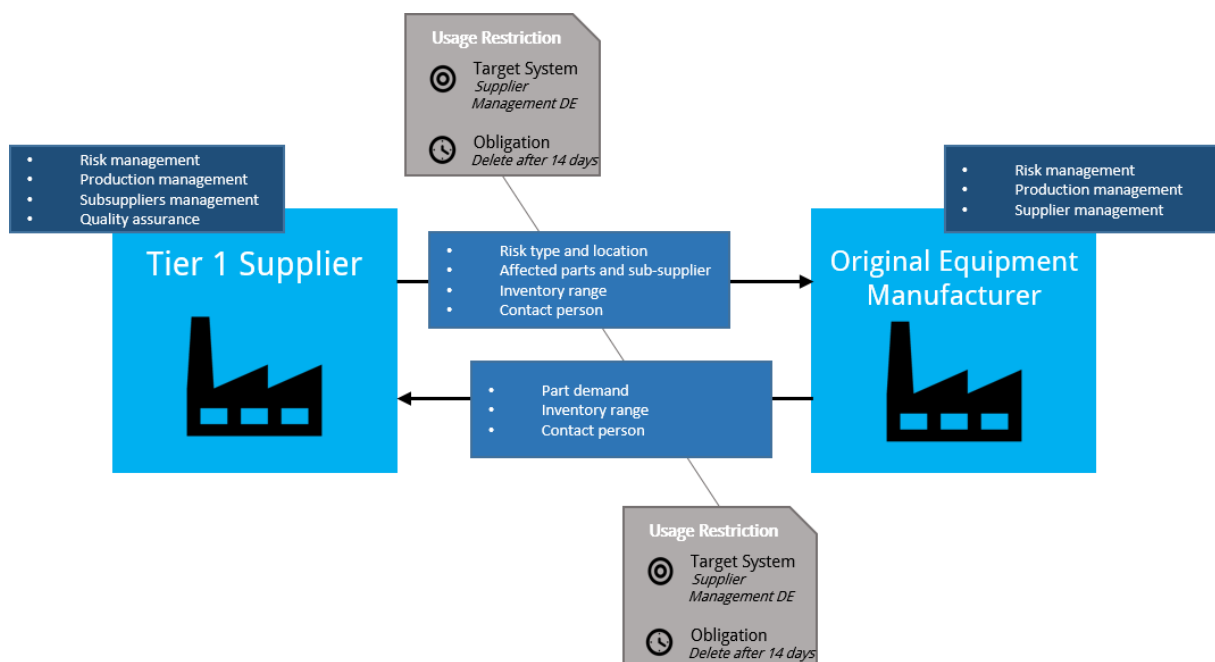 Usage Restriction
Target System
Supplier
Management DE
Obligation
Delete after 14 days
• Risk management
• Production management
• Subsuppliers management
• Quality assurance
Tier 1 Supplier
• Risk type and location
• Affected parts and sub-supplier
• Inventory range
• Contact person
• Risk management
• Production management
• Supplier management
Original Equipment
Manufacturer
• Part demand
• Inventory range
• Contact person
Usage Restriction
Target System
Supplier
Management DE
Obligation
Delete after 14 days